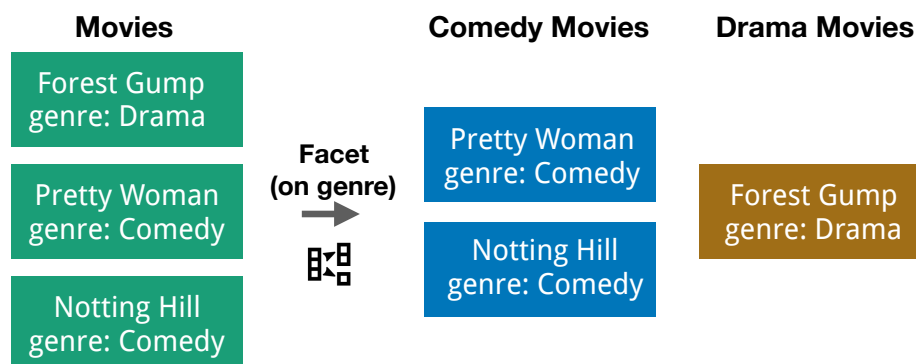 Movies
Forest Gump
genre: Drama
Pretty Woman
genre: Comedy
Notting Hill
genre: Comedy
Facet
(on genre)
Comedy Movies
Pretty Woman
genre: Comedy
Notting Hill
genre: Comedy
Drama Movies
Forest Gump
genre: Drama